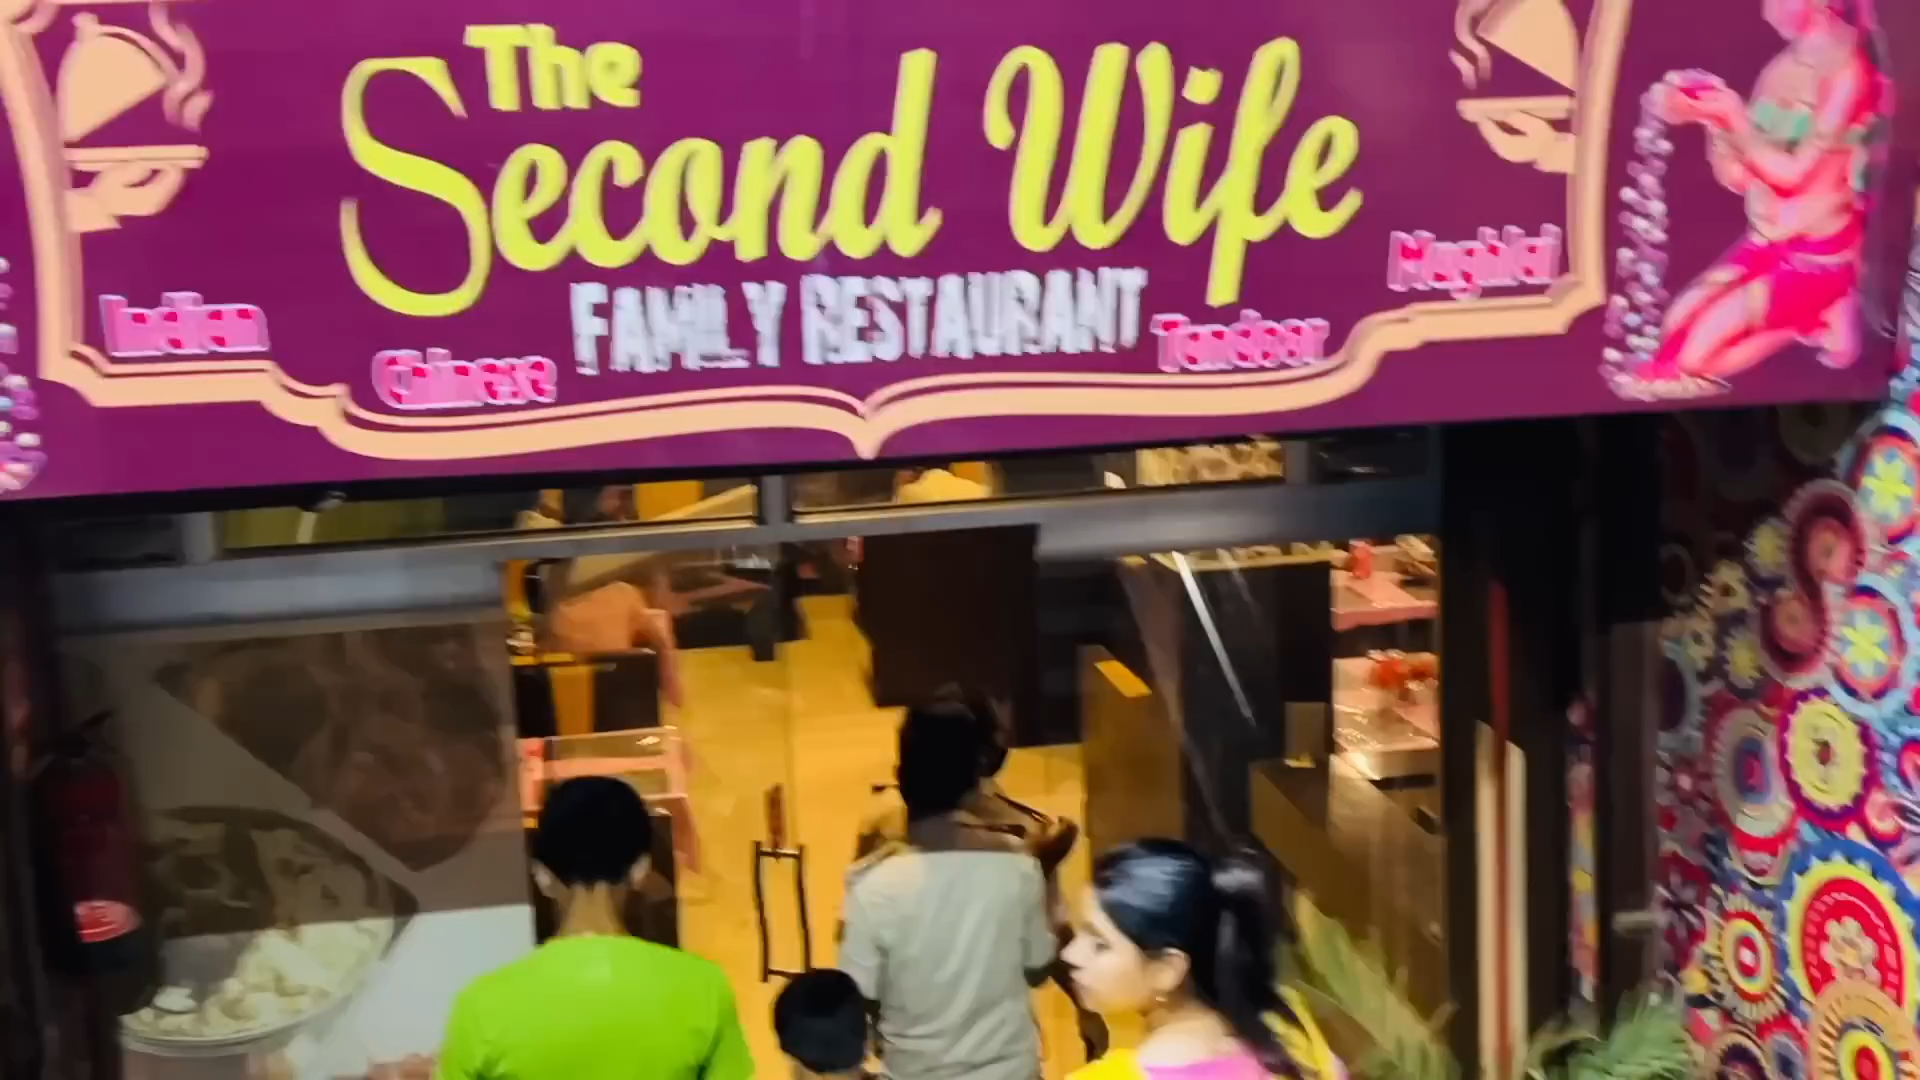 The
Second Wife
FAMILY RESTAURANT
Indian
Chinese
Tandoor
Mughlai